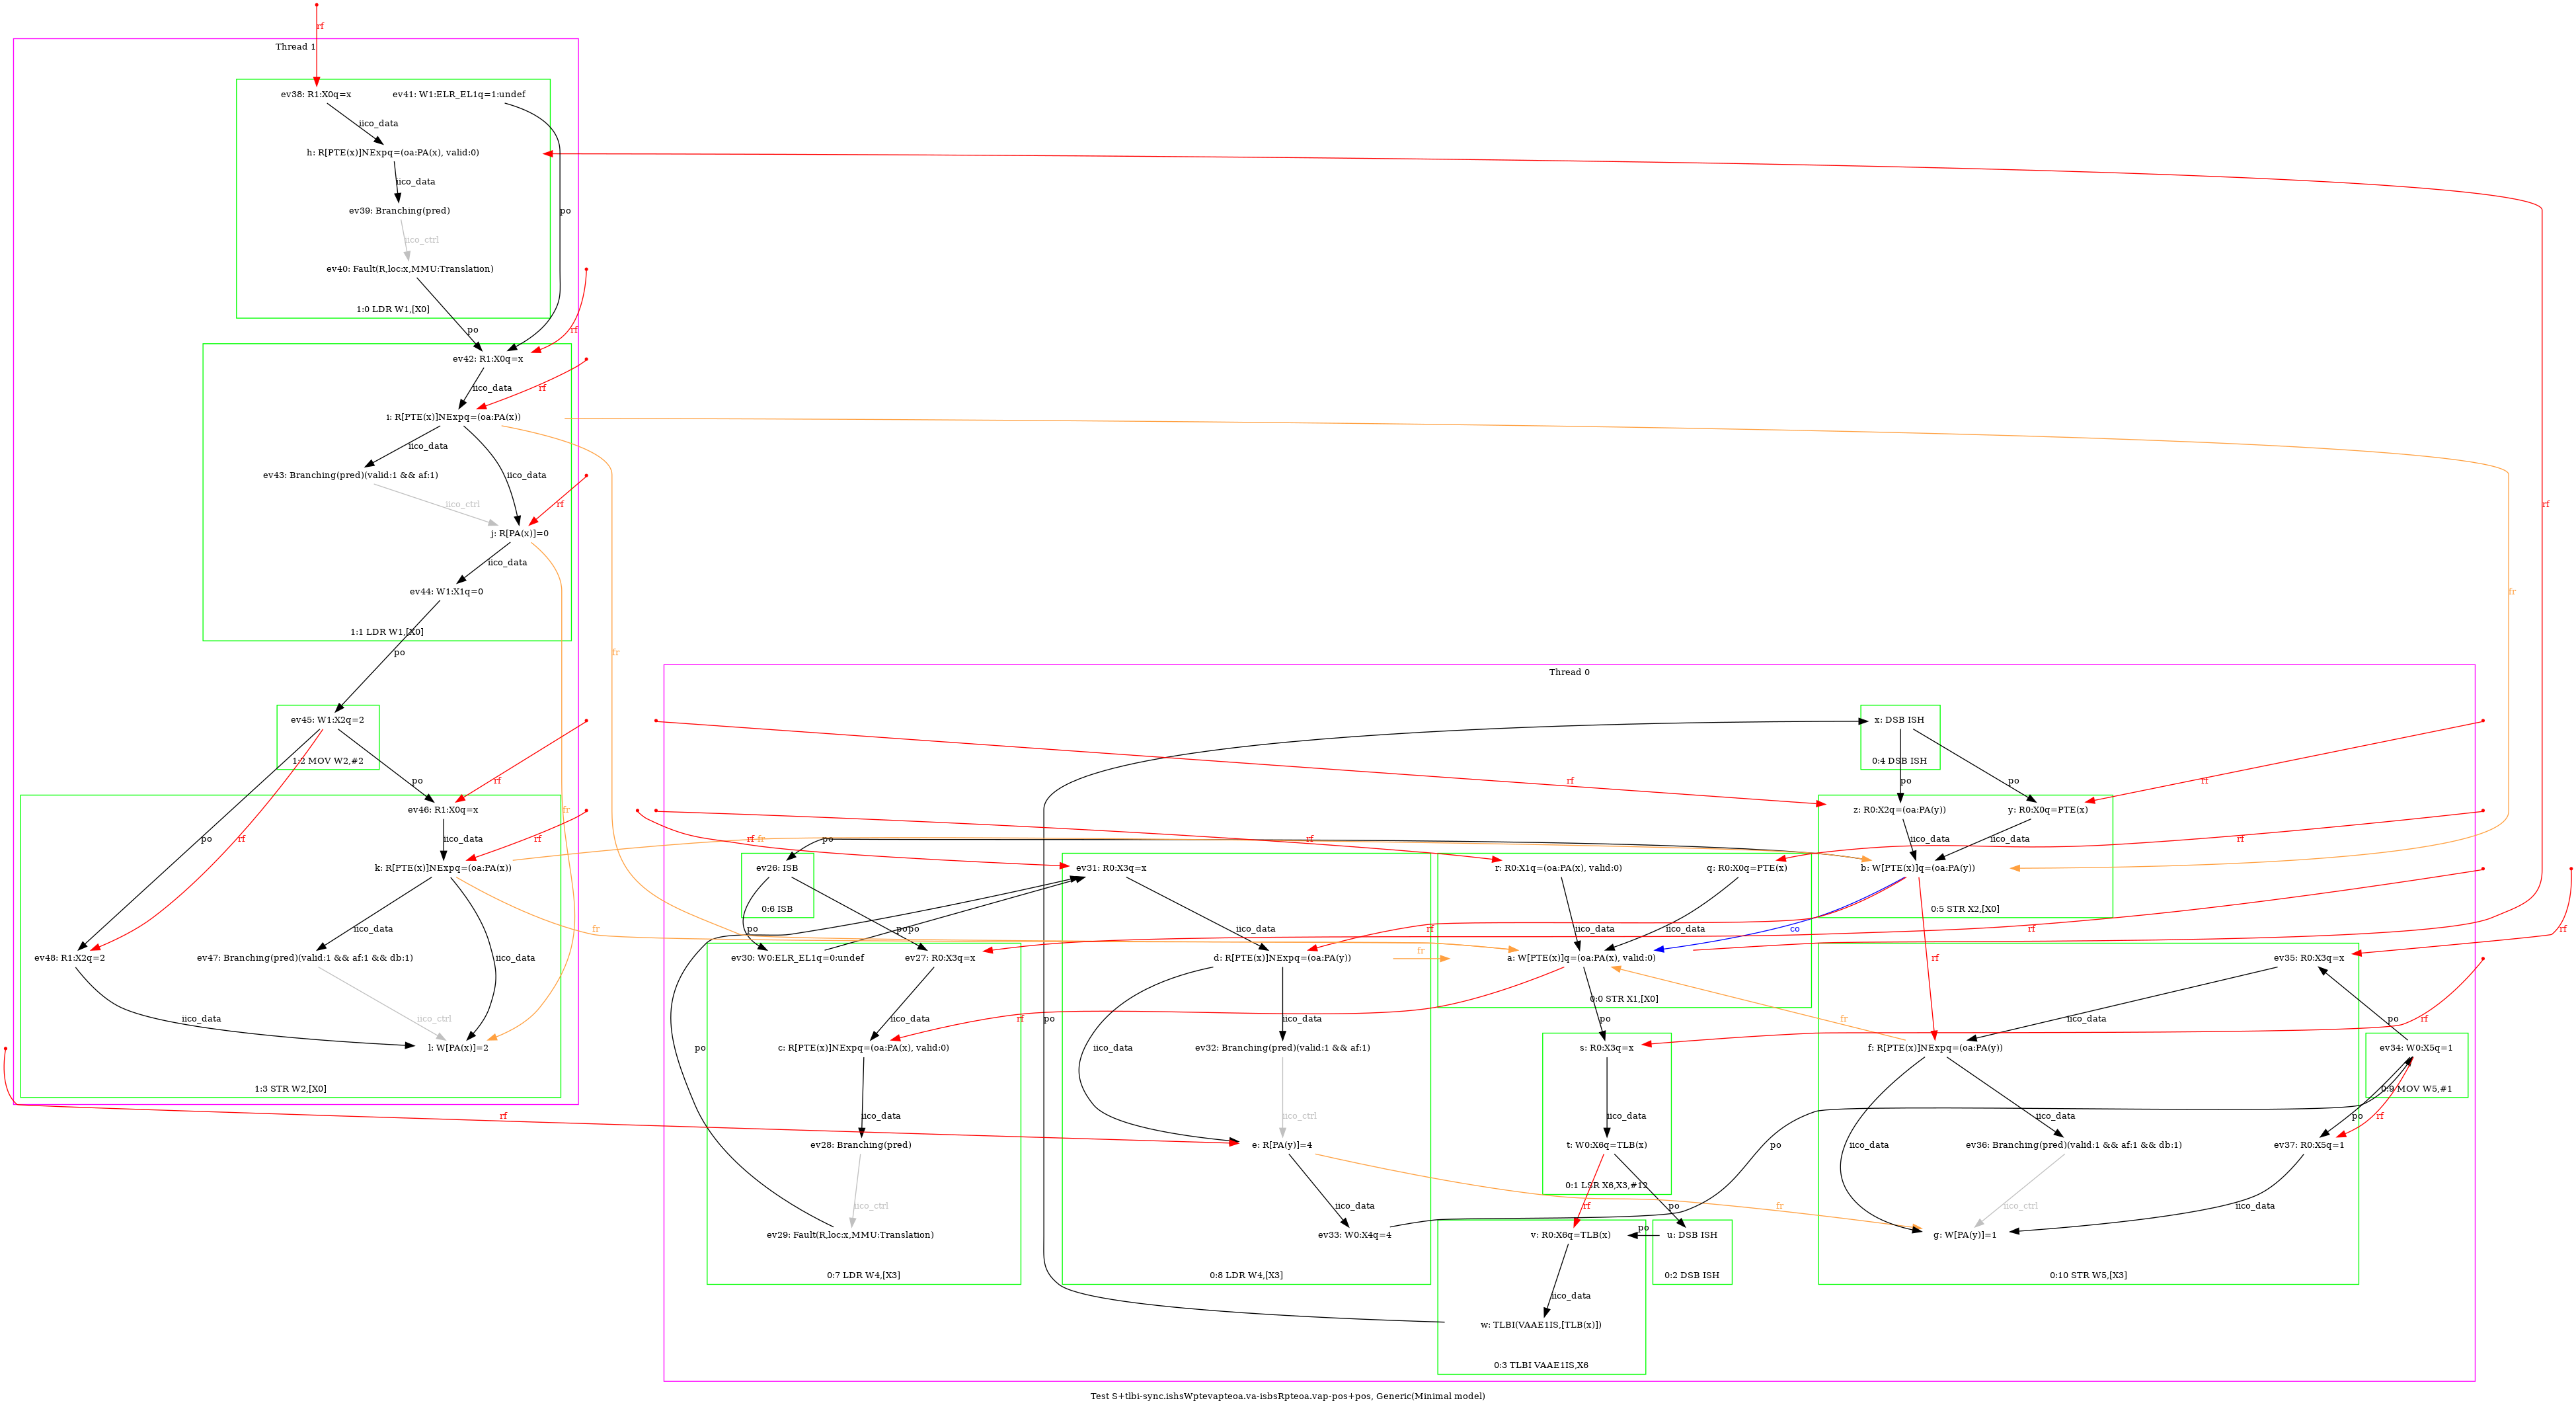 rf
Thread 1
ev38: R1:X0q=x
ev41: W1:ELR_EL1q=1:undef
iico_data
h: R[PTE(x)]NExpq=(oa:PA(x), valid:0)
iico_data
ev39: Branching(pred)
po
iico_ctrl
ev40: Fault(R,loc:x,MMU:Translation)
1:0 LDR W1,[X0]
po
rf
ev42: R1:X0q=x
iico_data
rf
i: R[PTE(x)]NExpq=(oa:PA(x))
iico_data
ev43: Branching(pred)(valid:1 && af:1)
iico_data
iico_ctrl
rf
rf
j: R[PA(x)]=0
iico_data
ev44: W1:X1q=0
fr
1:1 LDR W1,[X0]
po
fr
Thread 0
ev45: W1:X2q=2
1:2 MOV W2,#2
po
rf
x: DSB ISH
0:4 DSB ISH
rf
po
po
rf
ev46: R1:X0q=x
fr
z: R0:X2q=(oa:PA(y))
y: R0:X0q=PTE(x)
po
rf
iico_data
rf
fr
rf
po
rf
iico_data
iico_data
rf
k: R[PTE(x)]NExpq=(oa:PA(x))
ev26: ISB
0:6 ISB
ev31: R0:X3q=x
r: R0:X1q=(oa:PA(x), valid:0)
q: R0:X0q=PTE(x)
b: W[PTE(x)]q=(oa:PA(y))
0:5 STR X2,[X0]
iico_data
iico_data
fr
po
po
po
iico_data
rf
iico_data
iico_data
co
rf
rf
ev48: R1:X2q=2
ev47: Branching(pred)(valid:1 && af:1 && db:1)
ev30: W0:ELR_EL1q=0:undef
ev27: R0:X3q=x
d: R[PTE(x)]NExpq=(oa:PA(y))
fr
a: W[PTE(x)]q=(oa:PA(x), valid:0)
0:0 STR X1,[X0]
rf
ev35: R0:X3q=x
iico_data
iico_ctrl
po
iico_data
rf
iico_data
po
fr
iico_data
po
rf
l: W[PA(x)]=2
1:3 STR W2,[X0]
c: R[PTE(x)]NExpq=(oa:PA(x), valid:0)
iico_data
ev32: Branching(pred)(valid:1 && af:1)
s: R0:X3q=x
f: R[PTE(x)]NExpq=(oa:PA(y))
ev34: W0:X5q=1
0:9 MOV W5,#1
rf
po
iico_data
iico_ctrl
iico_data
iico_data
iico_data
po
rf
ev28: Branching(pred)
e: R[PA(y)]=4
t: W0:X6q=TLB(x)
0:1 LSR X6,X3,#12
po
ev36: Branching(pred)(valid:1 && af:1 && db:1)
ev37: R0:X5q=1
iico_ctrl
iico_data
rf
po
fr
iico_ctrl
iico_data
ev29: Fault(R,loc:x,MMU:Translation)
0:7 LDR W4,[X3]
ev33: W0:X4q=4
0:8 LDR W4,[X3]
v: R0:X6q=TLB(x)
po
u: DSB ISH
0:2 DSB ISH
g: W[PA(y)]=1
0:10 STR W5,[X3]
iico_data
w: TLBI(VAAE1IS,[TLB(x)])
0:3 TLBI VAAE1IS,X6
Test S+tlbi-sync.ishsWptevapteoa.va-isbsRpteoa.vap-pos+pos, Generic(Minimal model)